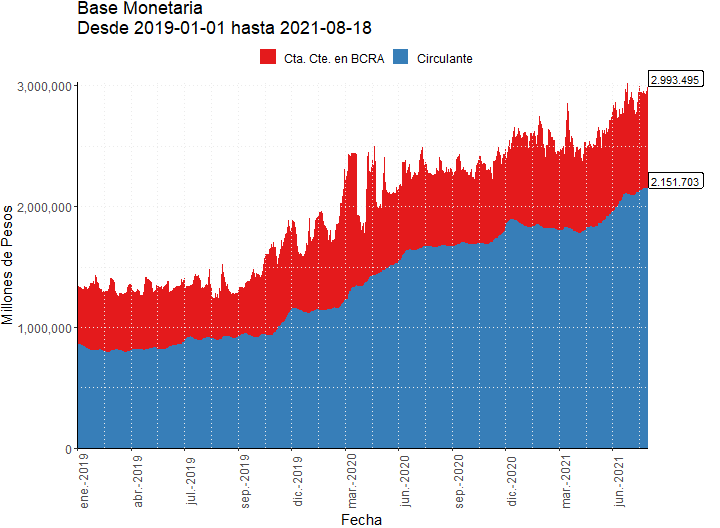 Base Monetaria
Desde 2019-01-01 hasta 2021-08-18
Cta. Cte. en BCRA
Circulante
Millones de Pesos
3,000,000
2,000,000
1,000,000
0
2.993.495
2.151.703
ene.-2019
abr.-2019
jul.-2019
sep.-2019
dic.-2019
mar.-2020
jun.-2020
sep.-2020
dic.-2020
mar.-2021
jun.-2021
Fecha